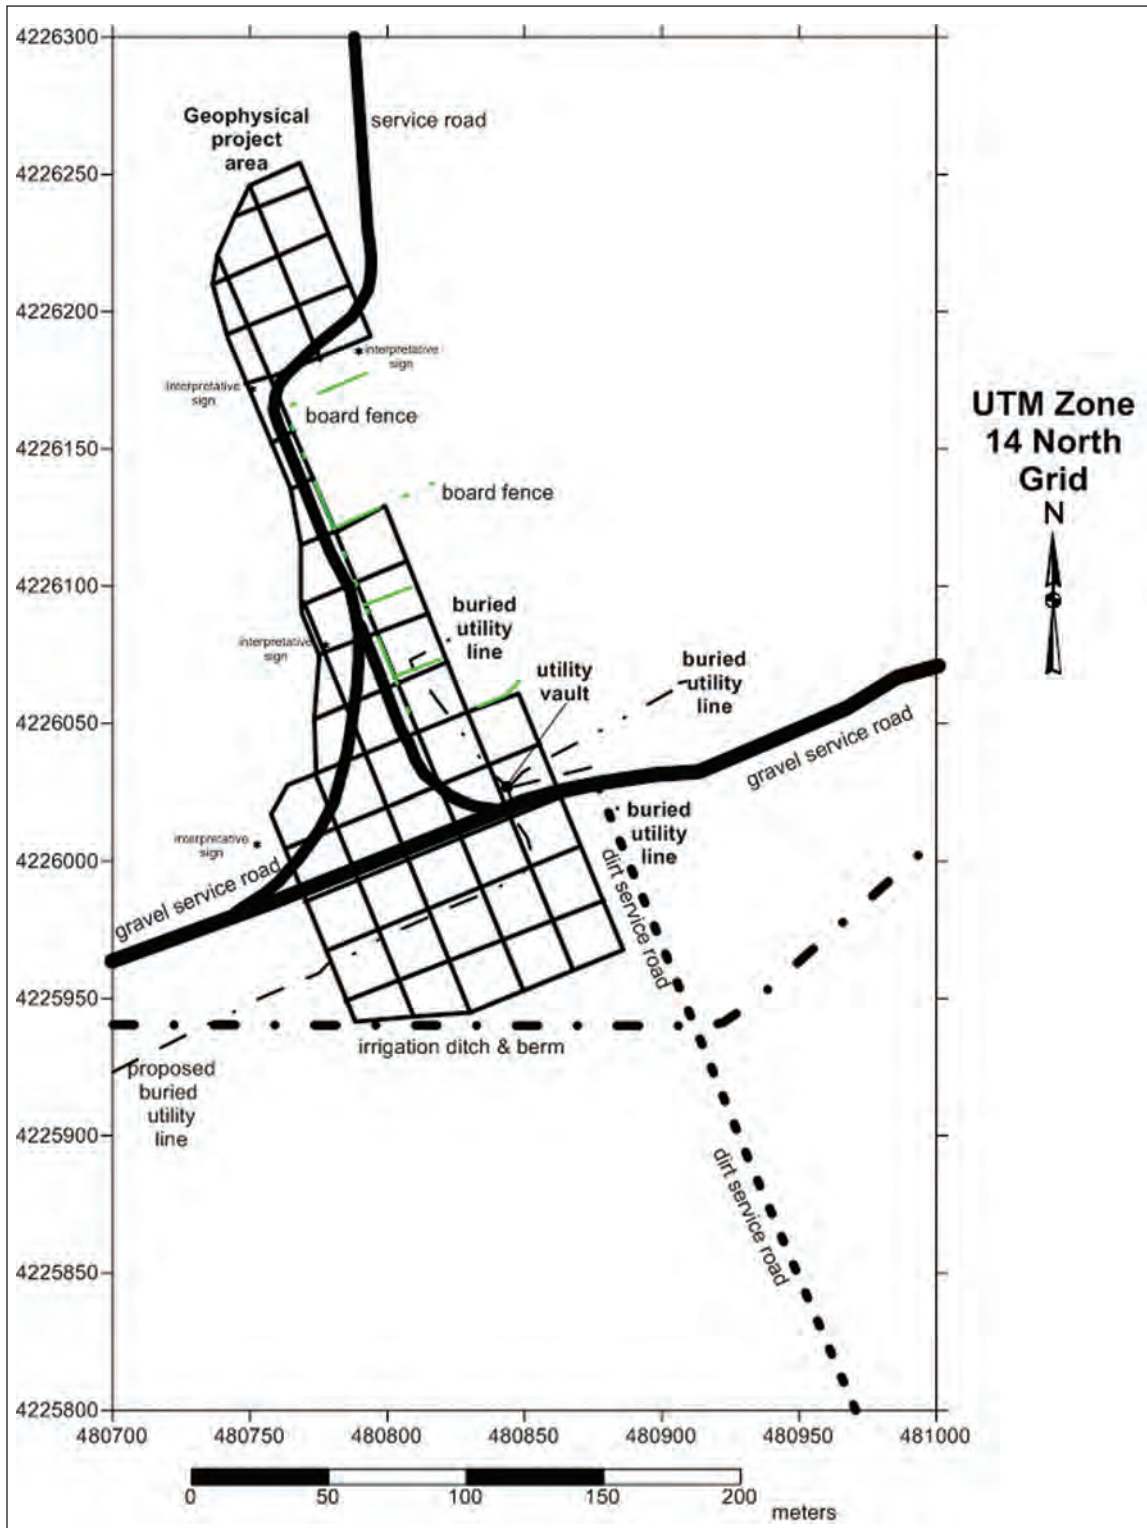 4226300
service road
Geophysical
project
area
4226250
4226200
interpretative
sign
interpretative
sign
board fence
4226150
board fence
4226100
buried
utility
line
interpretative
sign
utility
vault
buried
utility
line
4226050
gravel service road
buried
utility
line
interpretative
sign
4226000
gravel service road
dirt service road
4225950
irrigation ditch & berm
proposed
buried
utility
line
4225900
dirt service road
4225850
4225800
480700
480750
480800
480850
480900
480950
481000
0
50
100
150
200
meters
UTM Zone
14 North
Grid
N